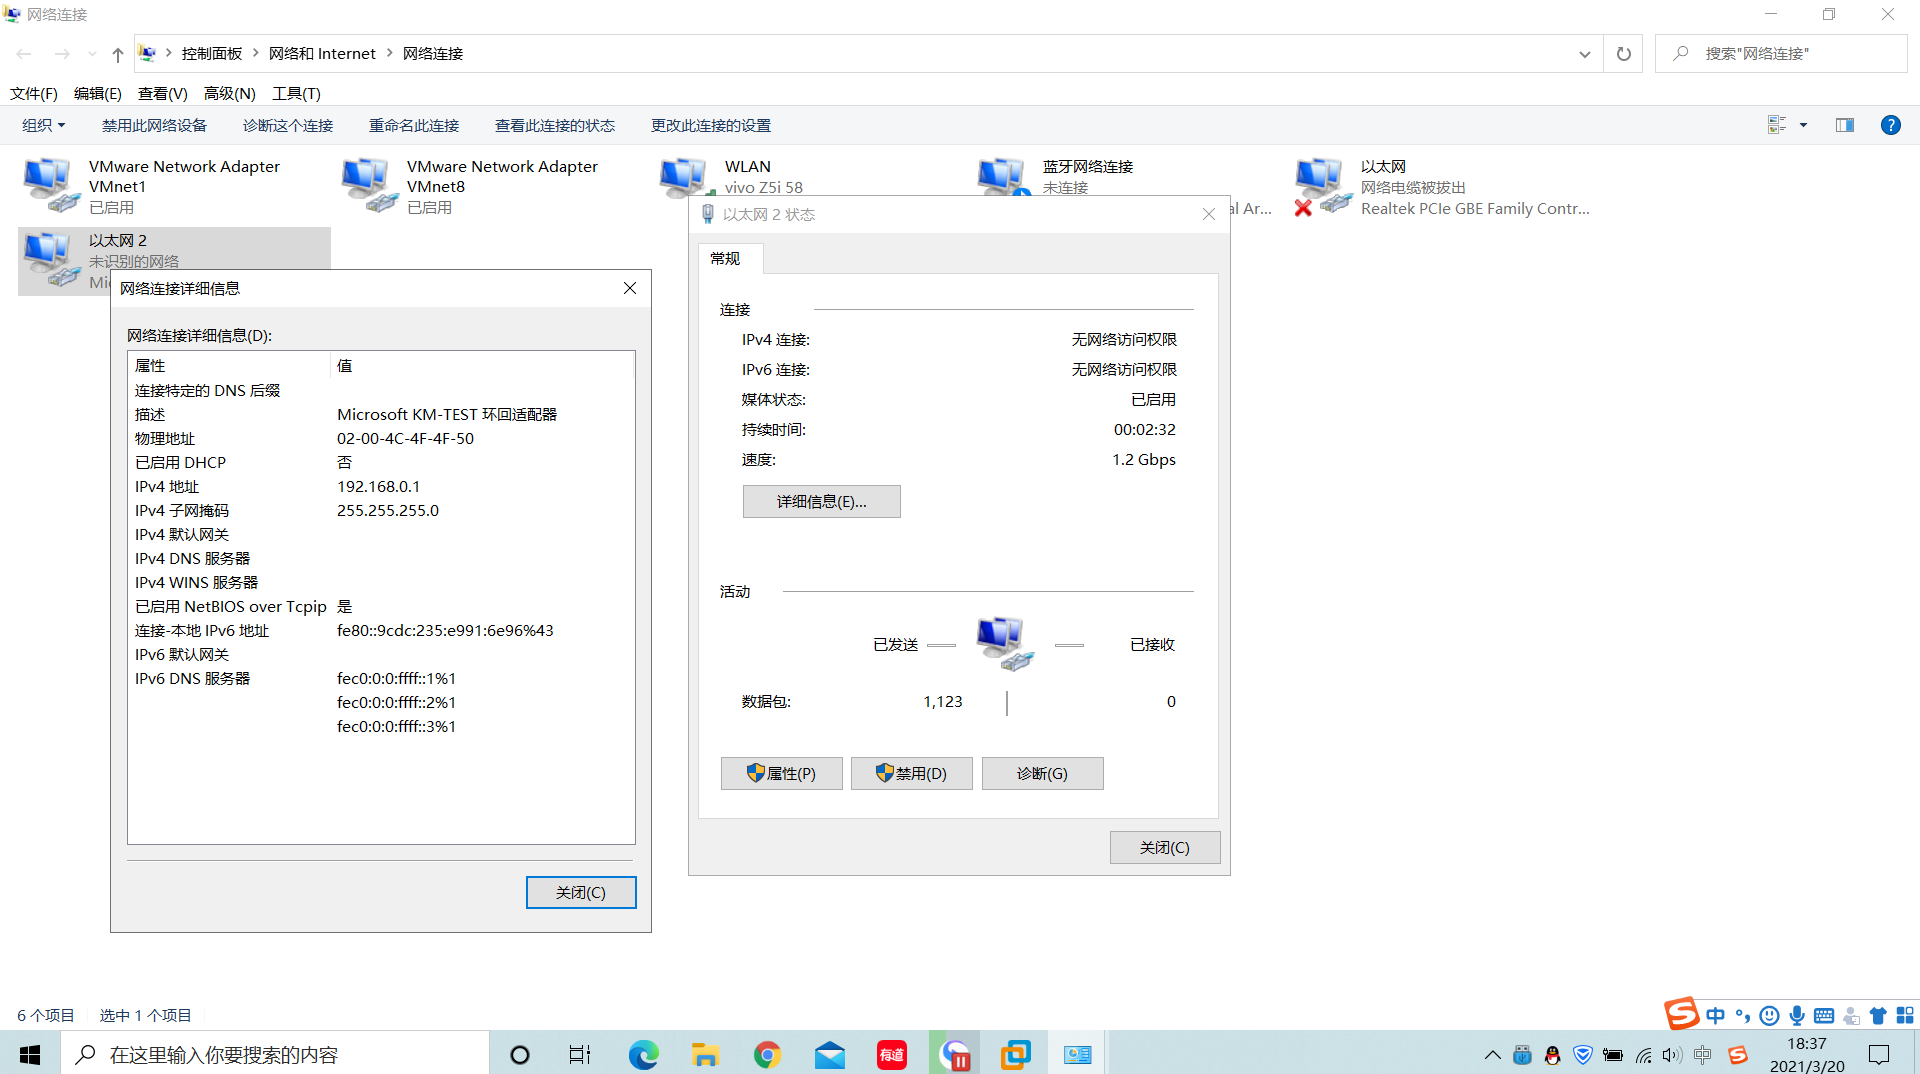 网络连接
控制面板 网络和 Internet 网络连接
搜索"网络连接"
文件(F) 编辑(E) 查看(V) 高级(N) 工具(T)
组织 禁用此网络设备 诊断这个连接 重命名此连接 查看此连接的状态 更改此连接的设置
VMware Network Adapter
VMnet1
已启用
VMware Network Adapter
VMnet8
已启用
WLAN
vivo Z5i 58
蓝牙网络连接
未连接
al Ar...
以太网
网络电缆被拔出
Realtek PCIe GBE Family Contr...
以太网 2
未识别的网络
Mic
网络连接详细信息
网络连接详细信息(D):
属性 值
连接特定的 DNS 后缀
描述 Microsoft KM-TEST 环回适配器
物理地址 02-00-4C-4F-4F-50
已启用 DHCP 否
IPv4 地址 192.168.0.1
IPv4 子网掩码 255.255.255.0
IPv4 默认网关
IPv4 DNS 服务器
IPv4 WINS 服务器
已启用 NetBIOS over Tcpip 是
连接-本地 IPv6 地址 fe80::9cdc:235:e991:6e96%43
IPv6 默认网关
IPv6 DNS 服务器 fec0:0:0:ffff::1%1
fec0:0:0:ffff::2%1
fec0:0:0:ffff::3%1
关闭(C)
以太网 2 状态
常规
连接
IPv4 连接: 无网络访问权限
IPv6 连接: 无网络访问权限
媒体状态: 已启用
持续时间: 00:02:32
速度: 1.2 Gbps
详细信息(E)...
活动
已发送 已接收
数据包: 1,123 0
属性(P) 禁用(D) 诊断(G)
关闭(C)
6 个项目 选中 1 个项目
S 中
在这里输入你要搜索的内容
有道
中 S
18:37
2021/3/20